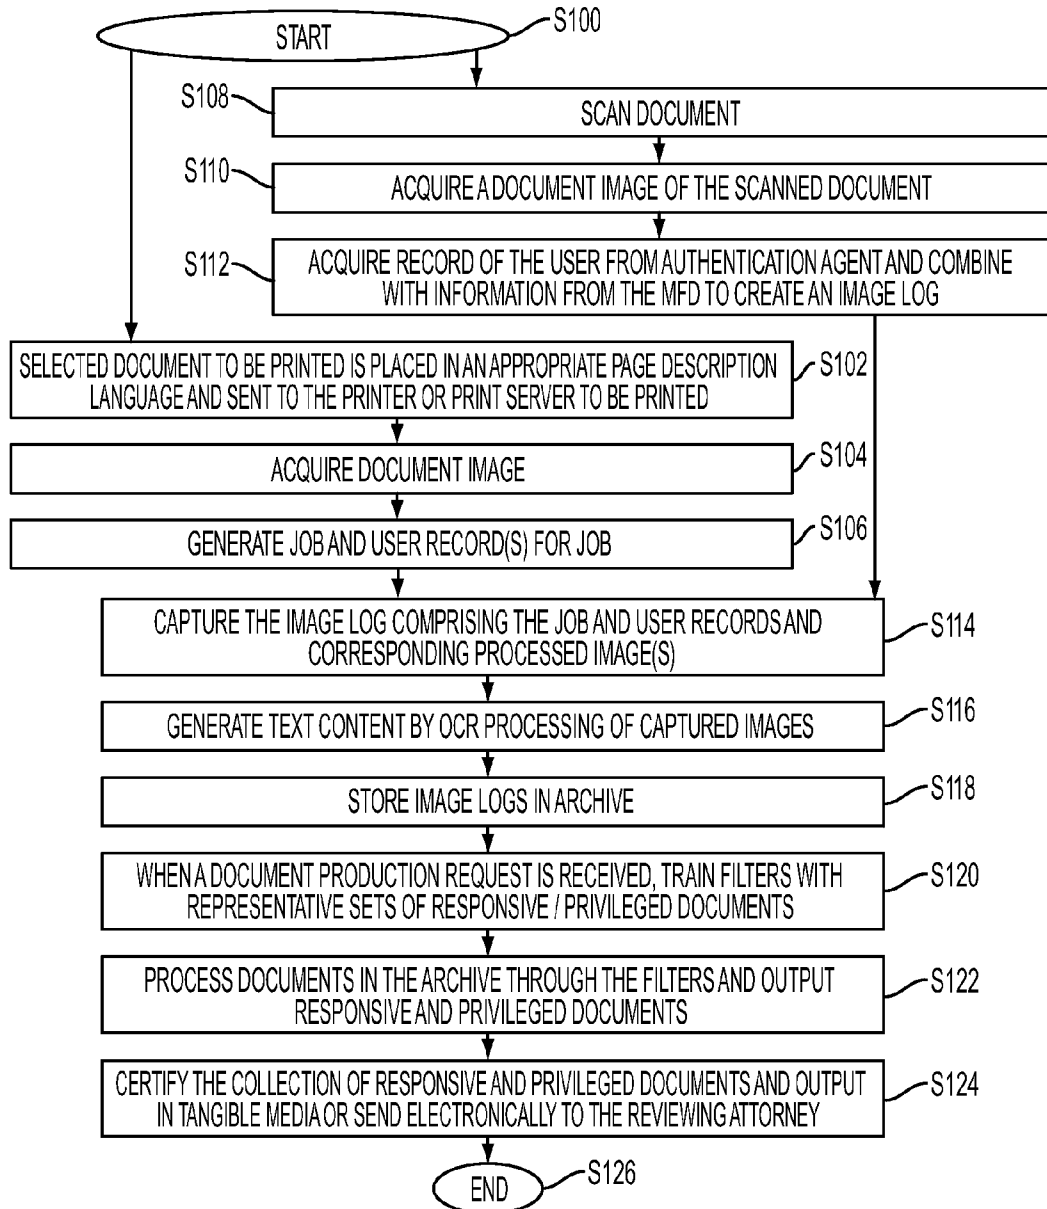 START
S100
S108
SCAN DOCUMENT
S110
ACQUIRE A DOCUMENT IMAGE OF THE SCANNED DOCUMENT
S112
ACQUIRE RECORD OF THE USER FROM AUTHENTICATION AGENT AND COMBINE
WITH INFORMATION FROM THE MFD TO CREATE AN IMAGE LOG
SELECTED DOCUMENT TO BE PRINTED IS PLACED IN AN APPROPRIATE PAGE DESCRIPTION
LANGUAGE AND SENT TO THE PRINTER OR PRINT SERVER TO BE PRINTED
S102
ACQUIRE DOCUMENT IMAGE
S104
GENERATE JOB AND USER RECORD(S) FOR JOB
S106
CAPTURE THE IMAGE LOG COMPRISING THE JOB AND USER RECORDS AND
CORRESPONDING PROCESSED IMAGE(S)
S114
GENERATE TEXT CONTENT BY OCR PROCESSING OF CAPTURED IMAGES
S116
STORE IMAGE LOGS IN ARCHIVE
S118
WHEN A DOCUMENT PRODUCTION REQUEST IS RECEIVED, TRAIN FILTERS WITH
REPRESENTATIVE SETS OF RESPONSIVE / PRIVILEGED DOCUMENTS
S120
PROCESS DOCUMENTS IN THE ARCHIVE THROUGH THE FILTERS AND OUTPUT
RESPONSIVE AND PRIVILEGED DOCUMENTS
S122
CERTIFY THE COLLECTION OF RESPONSIVE AND PRIVILEGED DOCUMENTS AND OUTPUT
IN TANGIBLE MEDIA OR SEND ELECTRONICALLY TO THE REVIEWING ATTORNEY
S124
END
S126